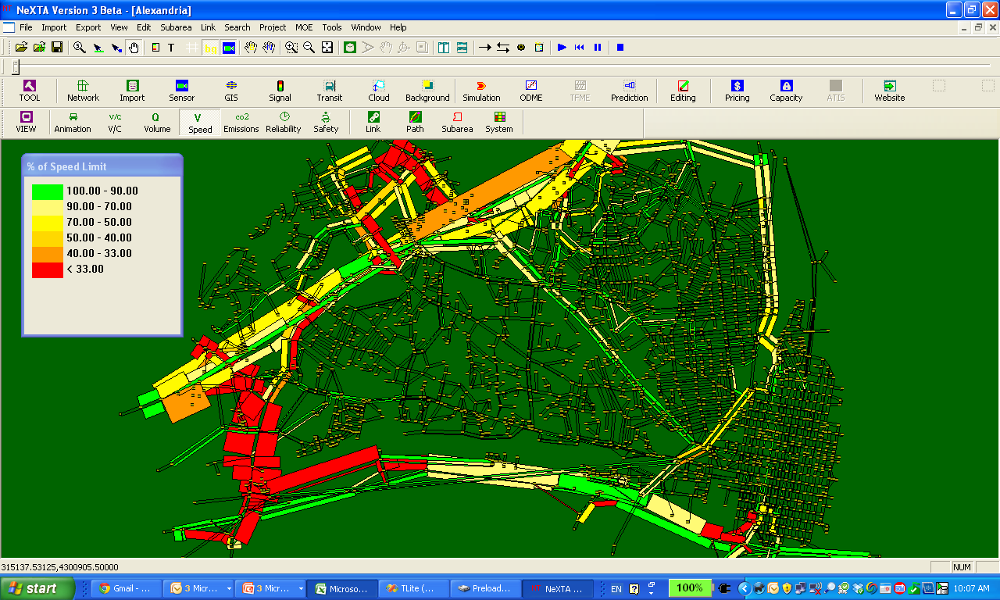 NeXTA Version 3 Beta - [Alexandria]
File Import Export View Edit Subarea Link Search Project MOE Tools Window Help
T bg
TOOL Network Import Sensor GIS Signal Transit Cloud Background Simulation ODME TFME Prediction Editing Pricing Capacity ATIS Website
V/C CO2 Q V
VIEW Animation V/C Volume Speed Emissions Reliability Safety Link Path Subarea System
% of Speed Limit
100.00 - 90.00
90.00 - 70.00
70.00 - 50.00
50.00 - 40.00
40.00 - 33.00
< 33.00
315137.53125,4300905.50000 NUM
start Gmail - ... 3 Micr... 3 Micr... Microso... TLite (... Preload... NeXTA ... EN 100% 10:07 AM